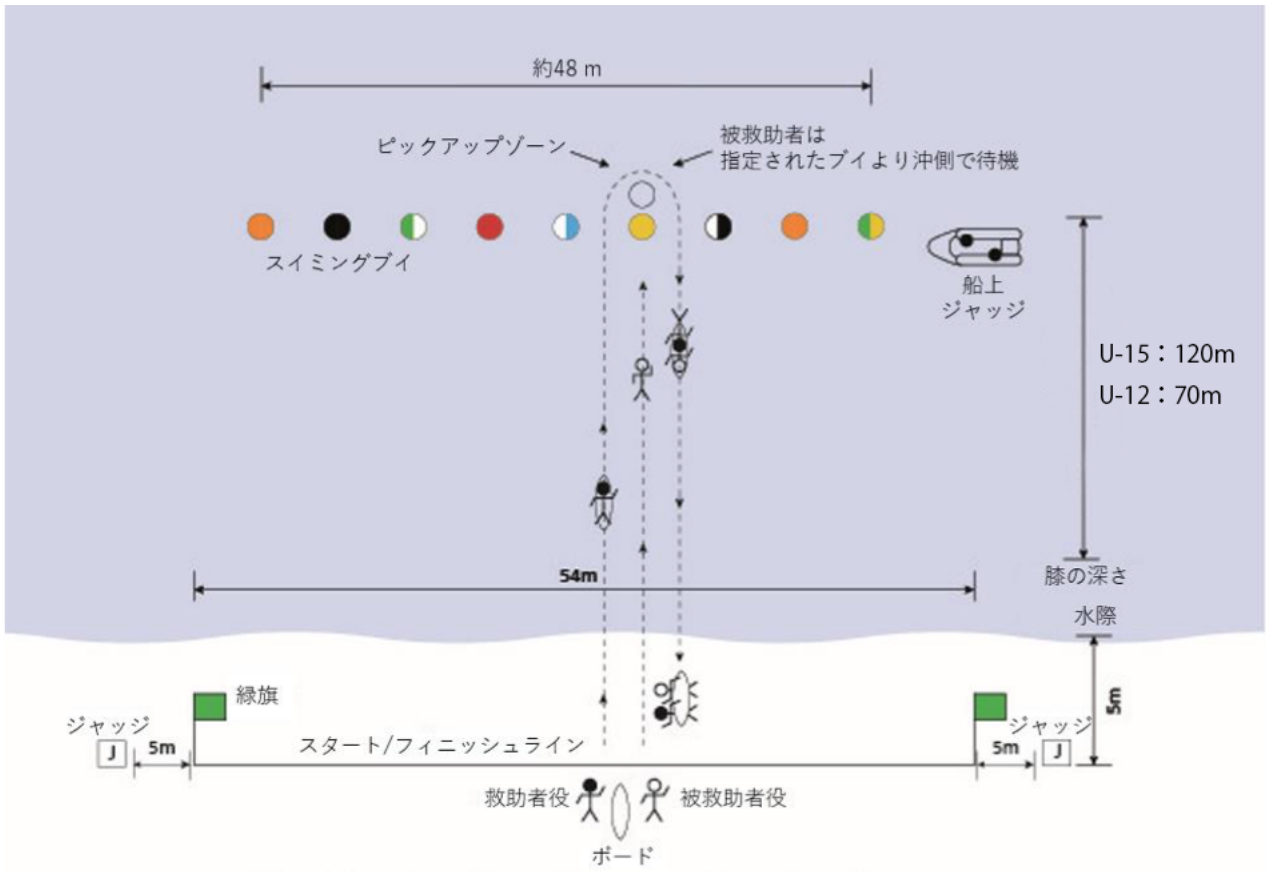 約48 m
ピックアップゾーン
被救助者は
指定されたブイより沖側で待機
スイミングブイ
船上
ジャッジ
U-15：120m
U-12：70m
膝の深さ
54m
水際
緑旗
5m
ジャッジ
J
5m
スタート/フィニッシュライン
ジャッジ
5m
J
救助者役
被救助者役
ボード